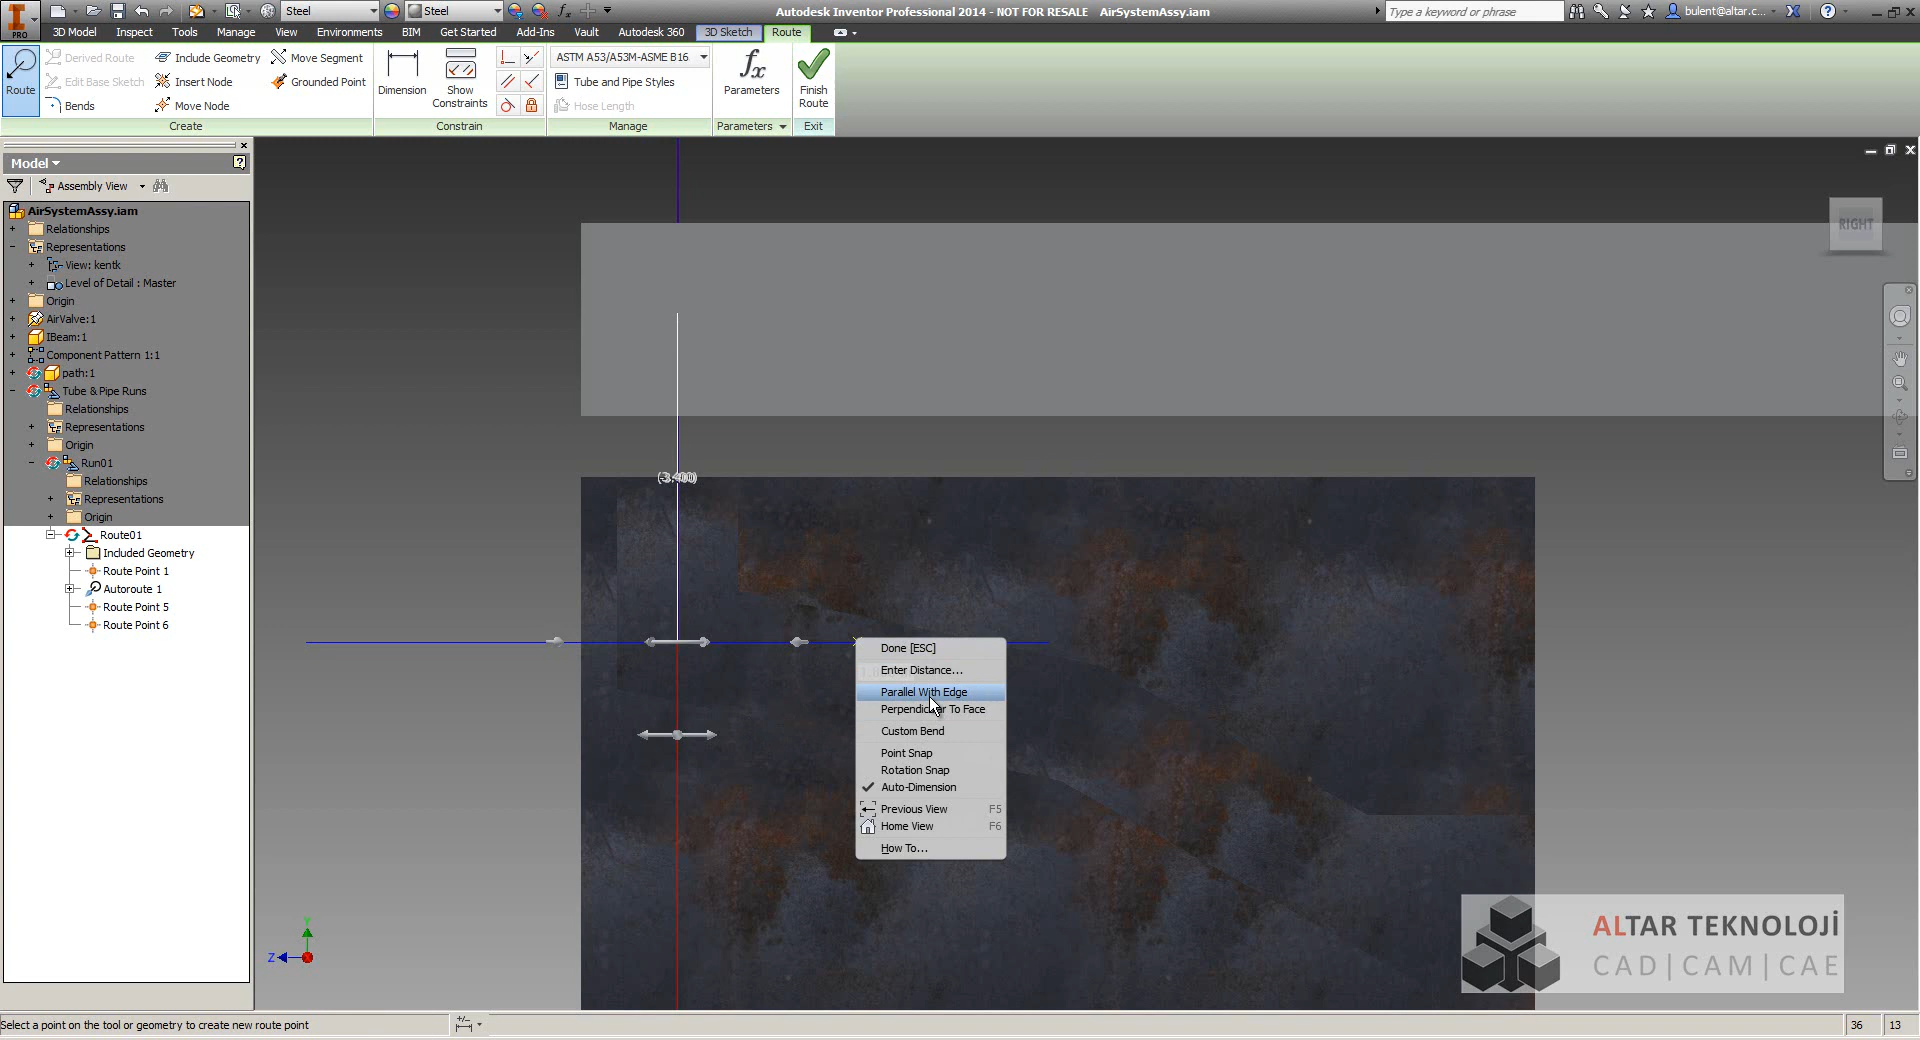 Steel
Steel
Autodesk Inventor Professional 2014 - NOT FOR RESALE AirSystemAssy.iam
Type a keyword or phrase
bulent@altar.c...
PRO
3D Model
Inspect
Tools
Manage
View
Environments
BIM
Get Started
Add-Ins
Vault
Autodesk 360
3D Sketch
Route
Route
Derived Route
Edit Base Sketch
Bends
Include Geometry
Insert Node
Move Node
Move Segment
Grounded Point
Create
Dimension
Show
Constraints
Constrain
ASTM A53/A53M-ASME B16
Tube and Pipe Styles
Hose Length
Manage
Parameters
Parameters
Finish
Route
Exit
Model
Assembly View
AirSystemAssy.iam
Relationships
Representations
View: kentk
Level of Detail : Master
Origin
AirValve:1
IBeam:1
Component Pattern 1:1
path:1
Tube & Pipe Runs
Relationships
Representations
Origin
Run01
Relationships
Representations
Origin
Route01
Included Geometry
Route Point 1
Autoroute 1
Route Point 5
Route Point 6
RIGHT
Done [ESC]
Enter Distance...
Parallel With Edge
Perpendicular To Face
Custom Bend
Point Snap
Rotation Snap
Auto-Dimension
Previous View F5
Home View F6
How To...
Y
Z
ALTAR TEKNOLOJİ
CAD|CAM|CAE
Select a point on the tool or geometry to create new route point
36
13